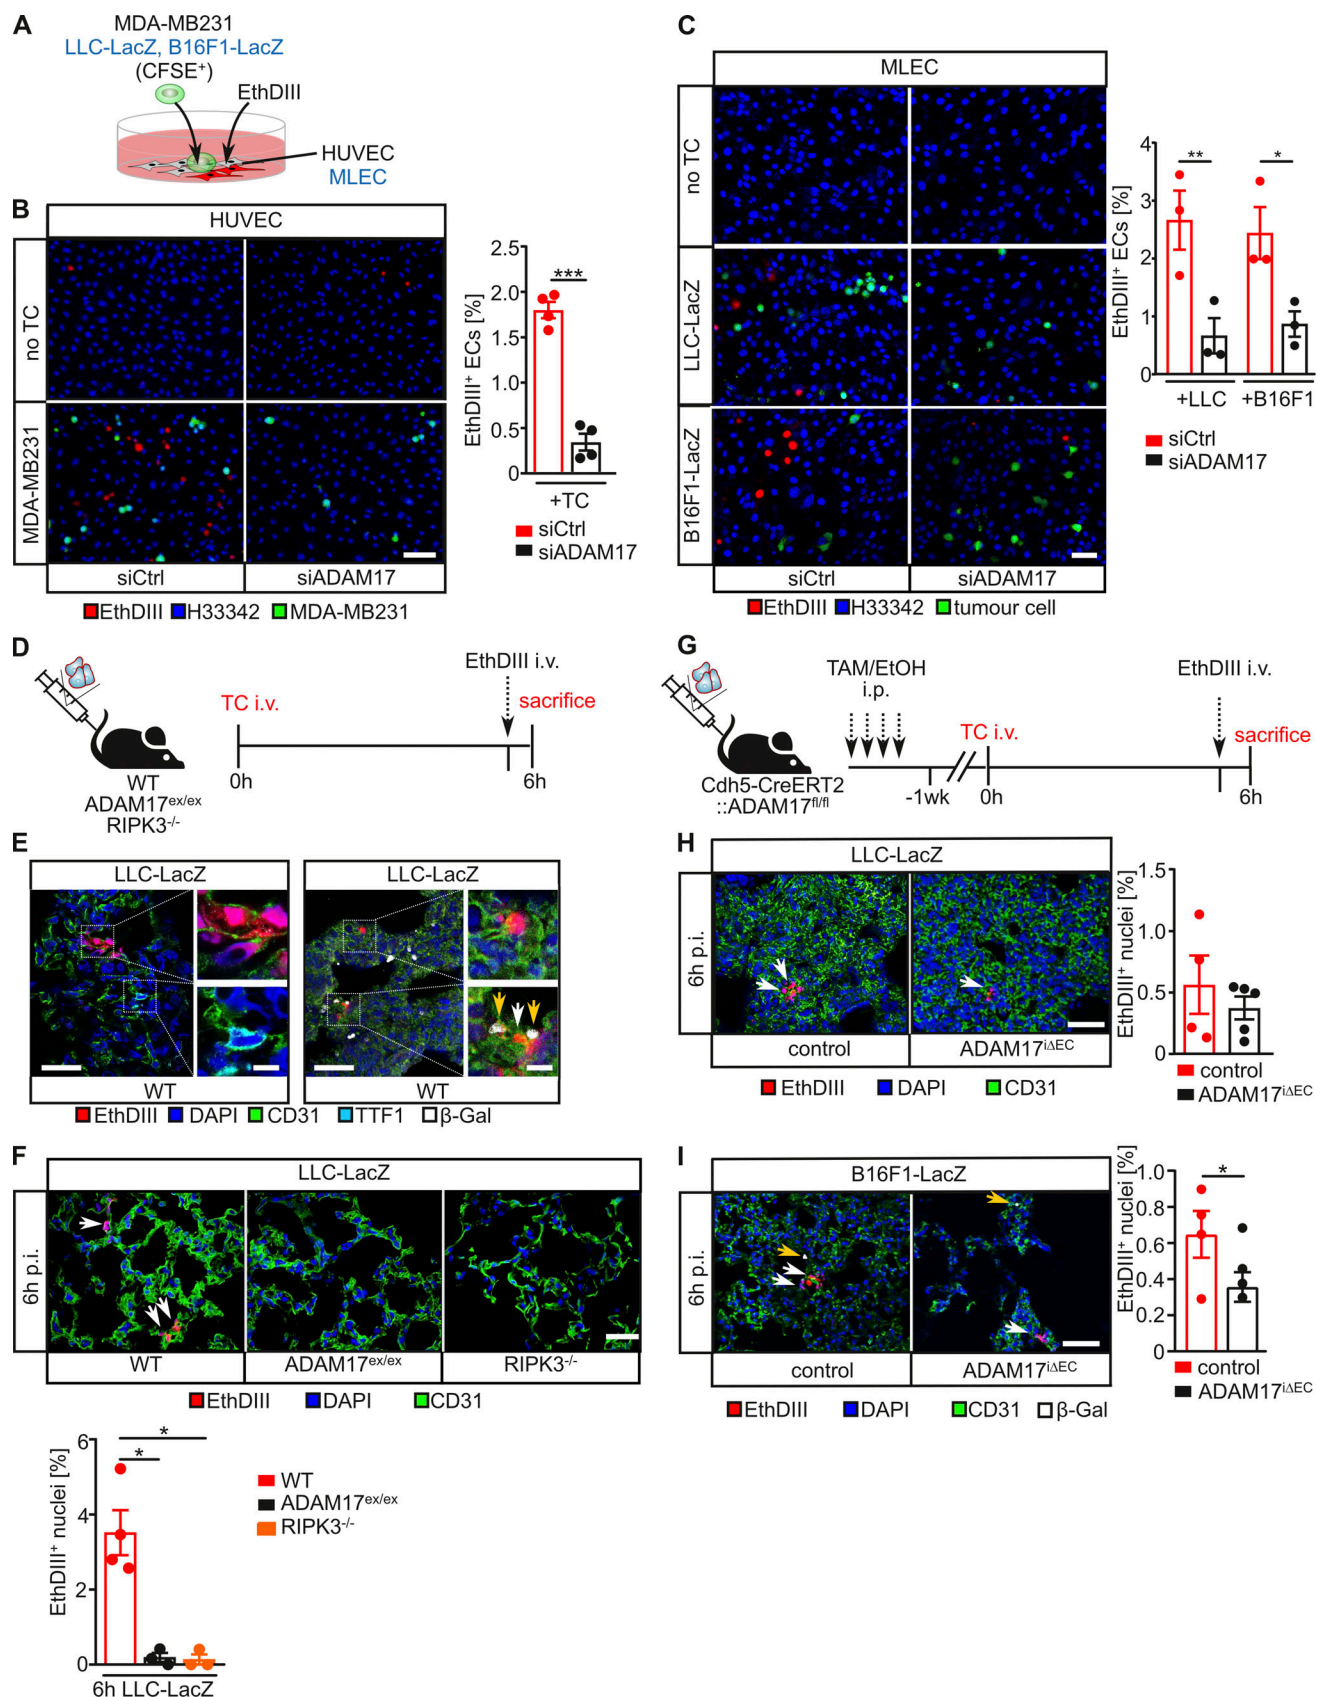 A
MDA-MB231
LLC-LacZ, B16F1-LacZ
(CFSE⁺)
EthDIII
HUVEC
MLEC
B
HUVEC
no TC
MDA-MB231
siCtrl
siADAM17
EthDIII H33342 MDA-MB231
EthDIII⁺ ECs [%]
2.5
2.0
1.5
1.0
0.5
0
***
+TC
siCtrl
siADAM17
C
MLEC
no TC
LLC-LacZ
B16F1-LacZ
siCtrl
siADAM17
EthDIII H33342 tumour cell
EthDIII⁺ ECs [%]
4
3
2
1
0
**
*
+LLC +B16F1
siCtrl
siADAM17
D
EthDIII i.v.
TC i.v.
sacrifice
0h
6h
WT
ADAM17ex/ex
RIPK3-/-
E
LLC-LacZ
LLC-LacZ
WT
WT
EthDIII DAPI CD31 TTF1 β-Gal
F
LLC-LacZ
6h p.i.
WT
ADAM17ex/ex
RIPK3-/-
EthDIII DAPI CD31
EthDIII⁺ nuclei [%]
6
4
2
0
*
*
6h LLC-LacZ
WT
ADAM17ex/ex
RIPK3-/-
G
TAM/EtOH
i.p.
EthDIII i.v.
TC i.v.
sacrifice
-1wk
0h
6h
Cdh5-CreERT2
::ADAM17fl/fl
H
LLC-LacZ
6h p.i.
control
ADAM17iΔEC
EthDIII DAPI CD31
EthDIII⁺ nuclei [%]
1.5
1.0
0.5
0
control
ADAM17iΔEC
I
B16F1-LacZ
6h p.i.
control
ADAM17iΔEC
EthDIII DAPI CD31 β-Gal
EthDIII⁺ nuclei [%]
1.0
0.8
0.6
0.4
0.2
0
*
control
ADAM17iΔEC